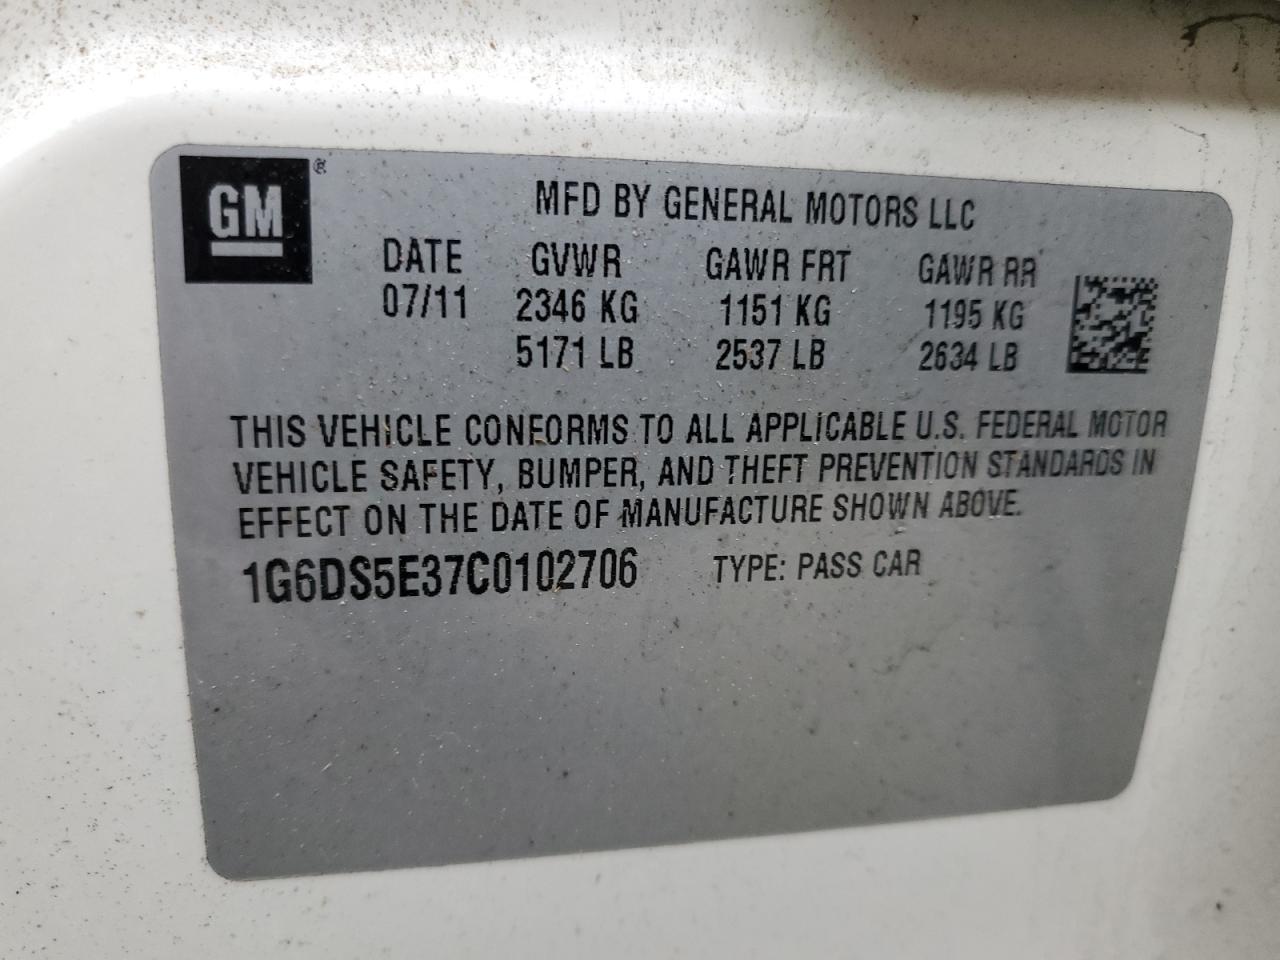 GM®
MFD BY GENERAL MOTORS LLC
DATE GVWR GAWR FRT GAWR RR
07/11 2346 KG 1151 KG 1195 KG
5171 LB 2537 LB 2634 LB
THIS VEHICLE CONFORMS TO ALL APPLICABLE U.S. FEDERAL MOTOR
VEHICLE SAFETY, BUMPER, AND THEFT PREVENTION STANDARDS IN
EFFECT ON THE DATE OF MANUFACTURE SHOWN ABOVE.
1G6DS5E37C0102706 TYPE: PASS CAR